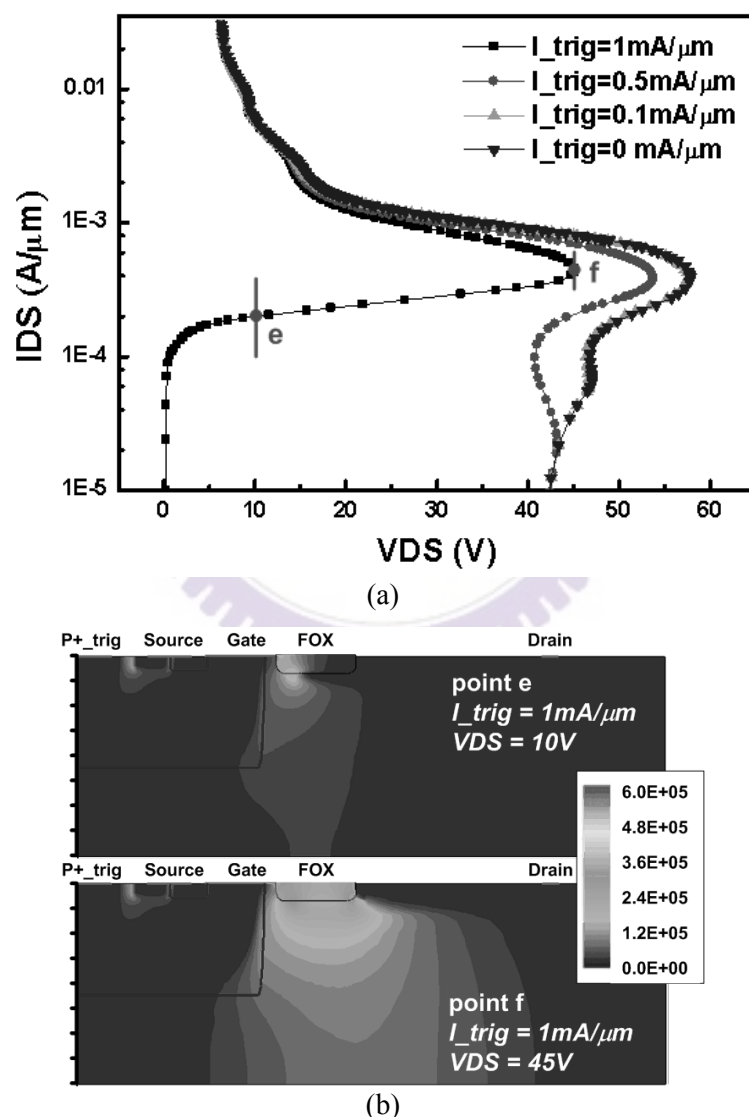 I_trig=1mA/μm
I_trig=0.5mA/μm
I_trig=0.1mA/μm
I_trig=0 mA/μm
0.01
1E-3
1E-4
1E-5
IDS (A/μm)
e
f
0 10 20 30 40 50 60
VDS (V)
(a)
P+_trig Source Gate FOX Drain
point e
I_trig = 1mA/μm
VDS = 10V
6.0E+05
4.8E+05
3.6E+05
2.4E+05
1.2E+05
0.0E+00
P+_trig Source Gate FOX Drain
point f
I_trig = 1mA/μm
VDS = 45V
(b)